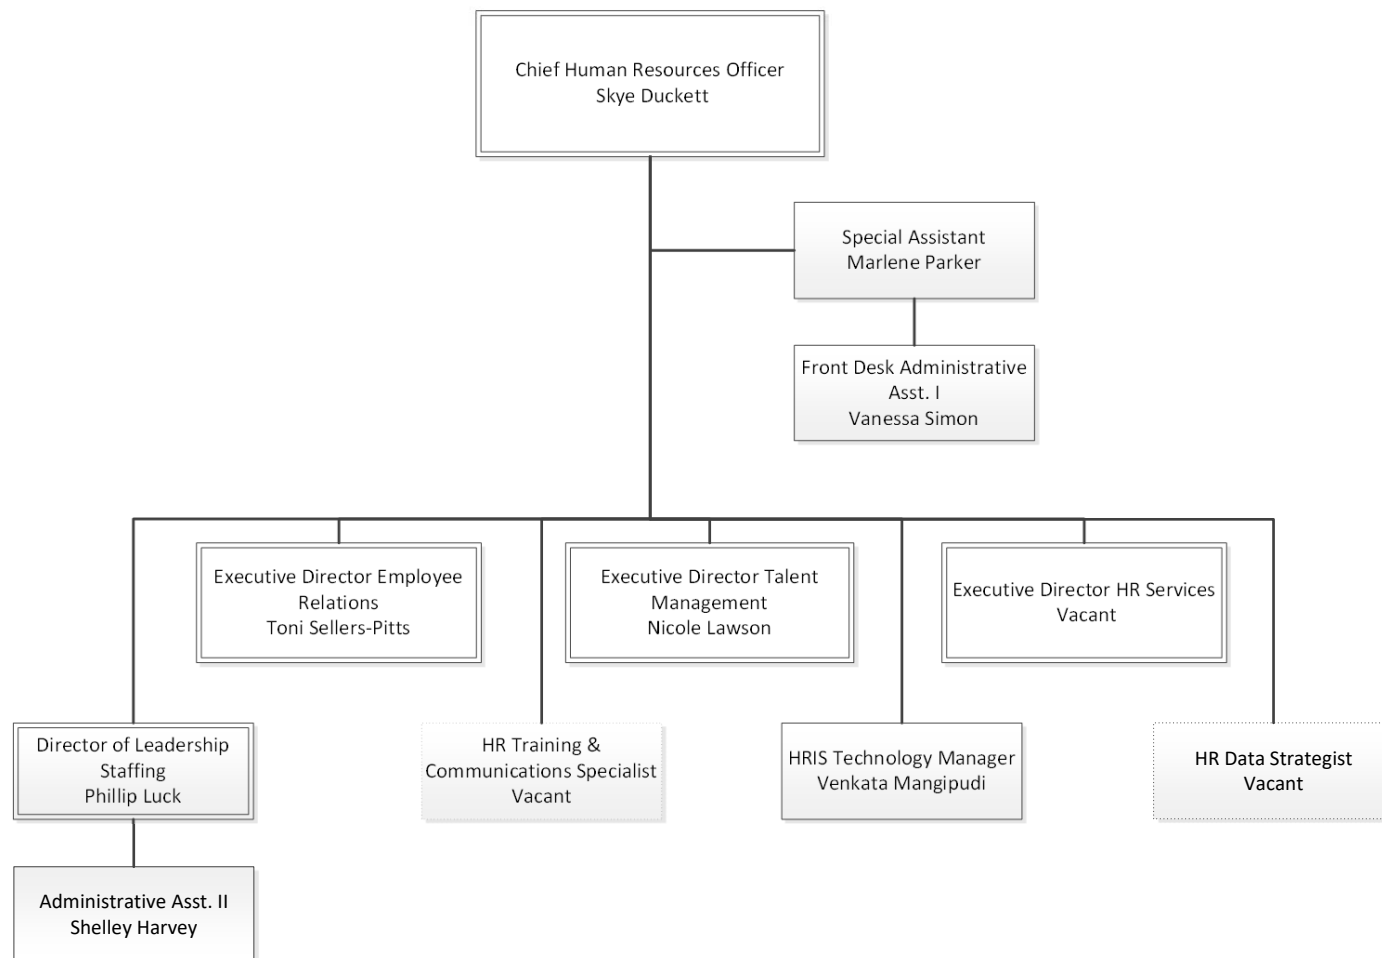 Chief Human Resources Officer
Skye Duckett
Special Assistant
Marlene Parker
Front Desk Administrative
Asst. I
Vanessa Simon
Executive Director Employee
Relations
Toni Sellers-Pitts
Executive Director Talent
Management
Nicole Lawson
Executive Director HR Services
Vacant
Director of Leadership
Staffing
Phillip Luck
HR Training &
Communications Specialist
Vacant
HRIS Technology Manager
Venkata Mangipudi
HR Data Strategist
Vacant
Administrative Asst. II
Shelley Harvey